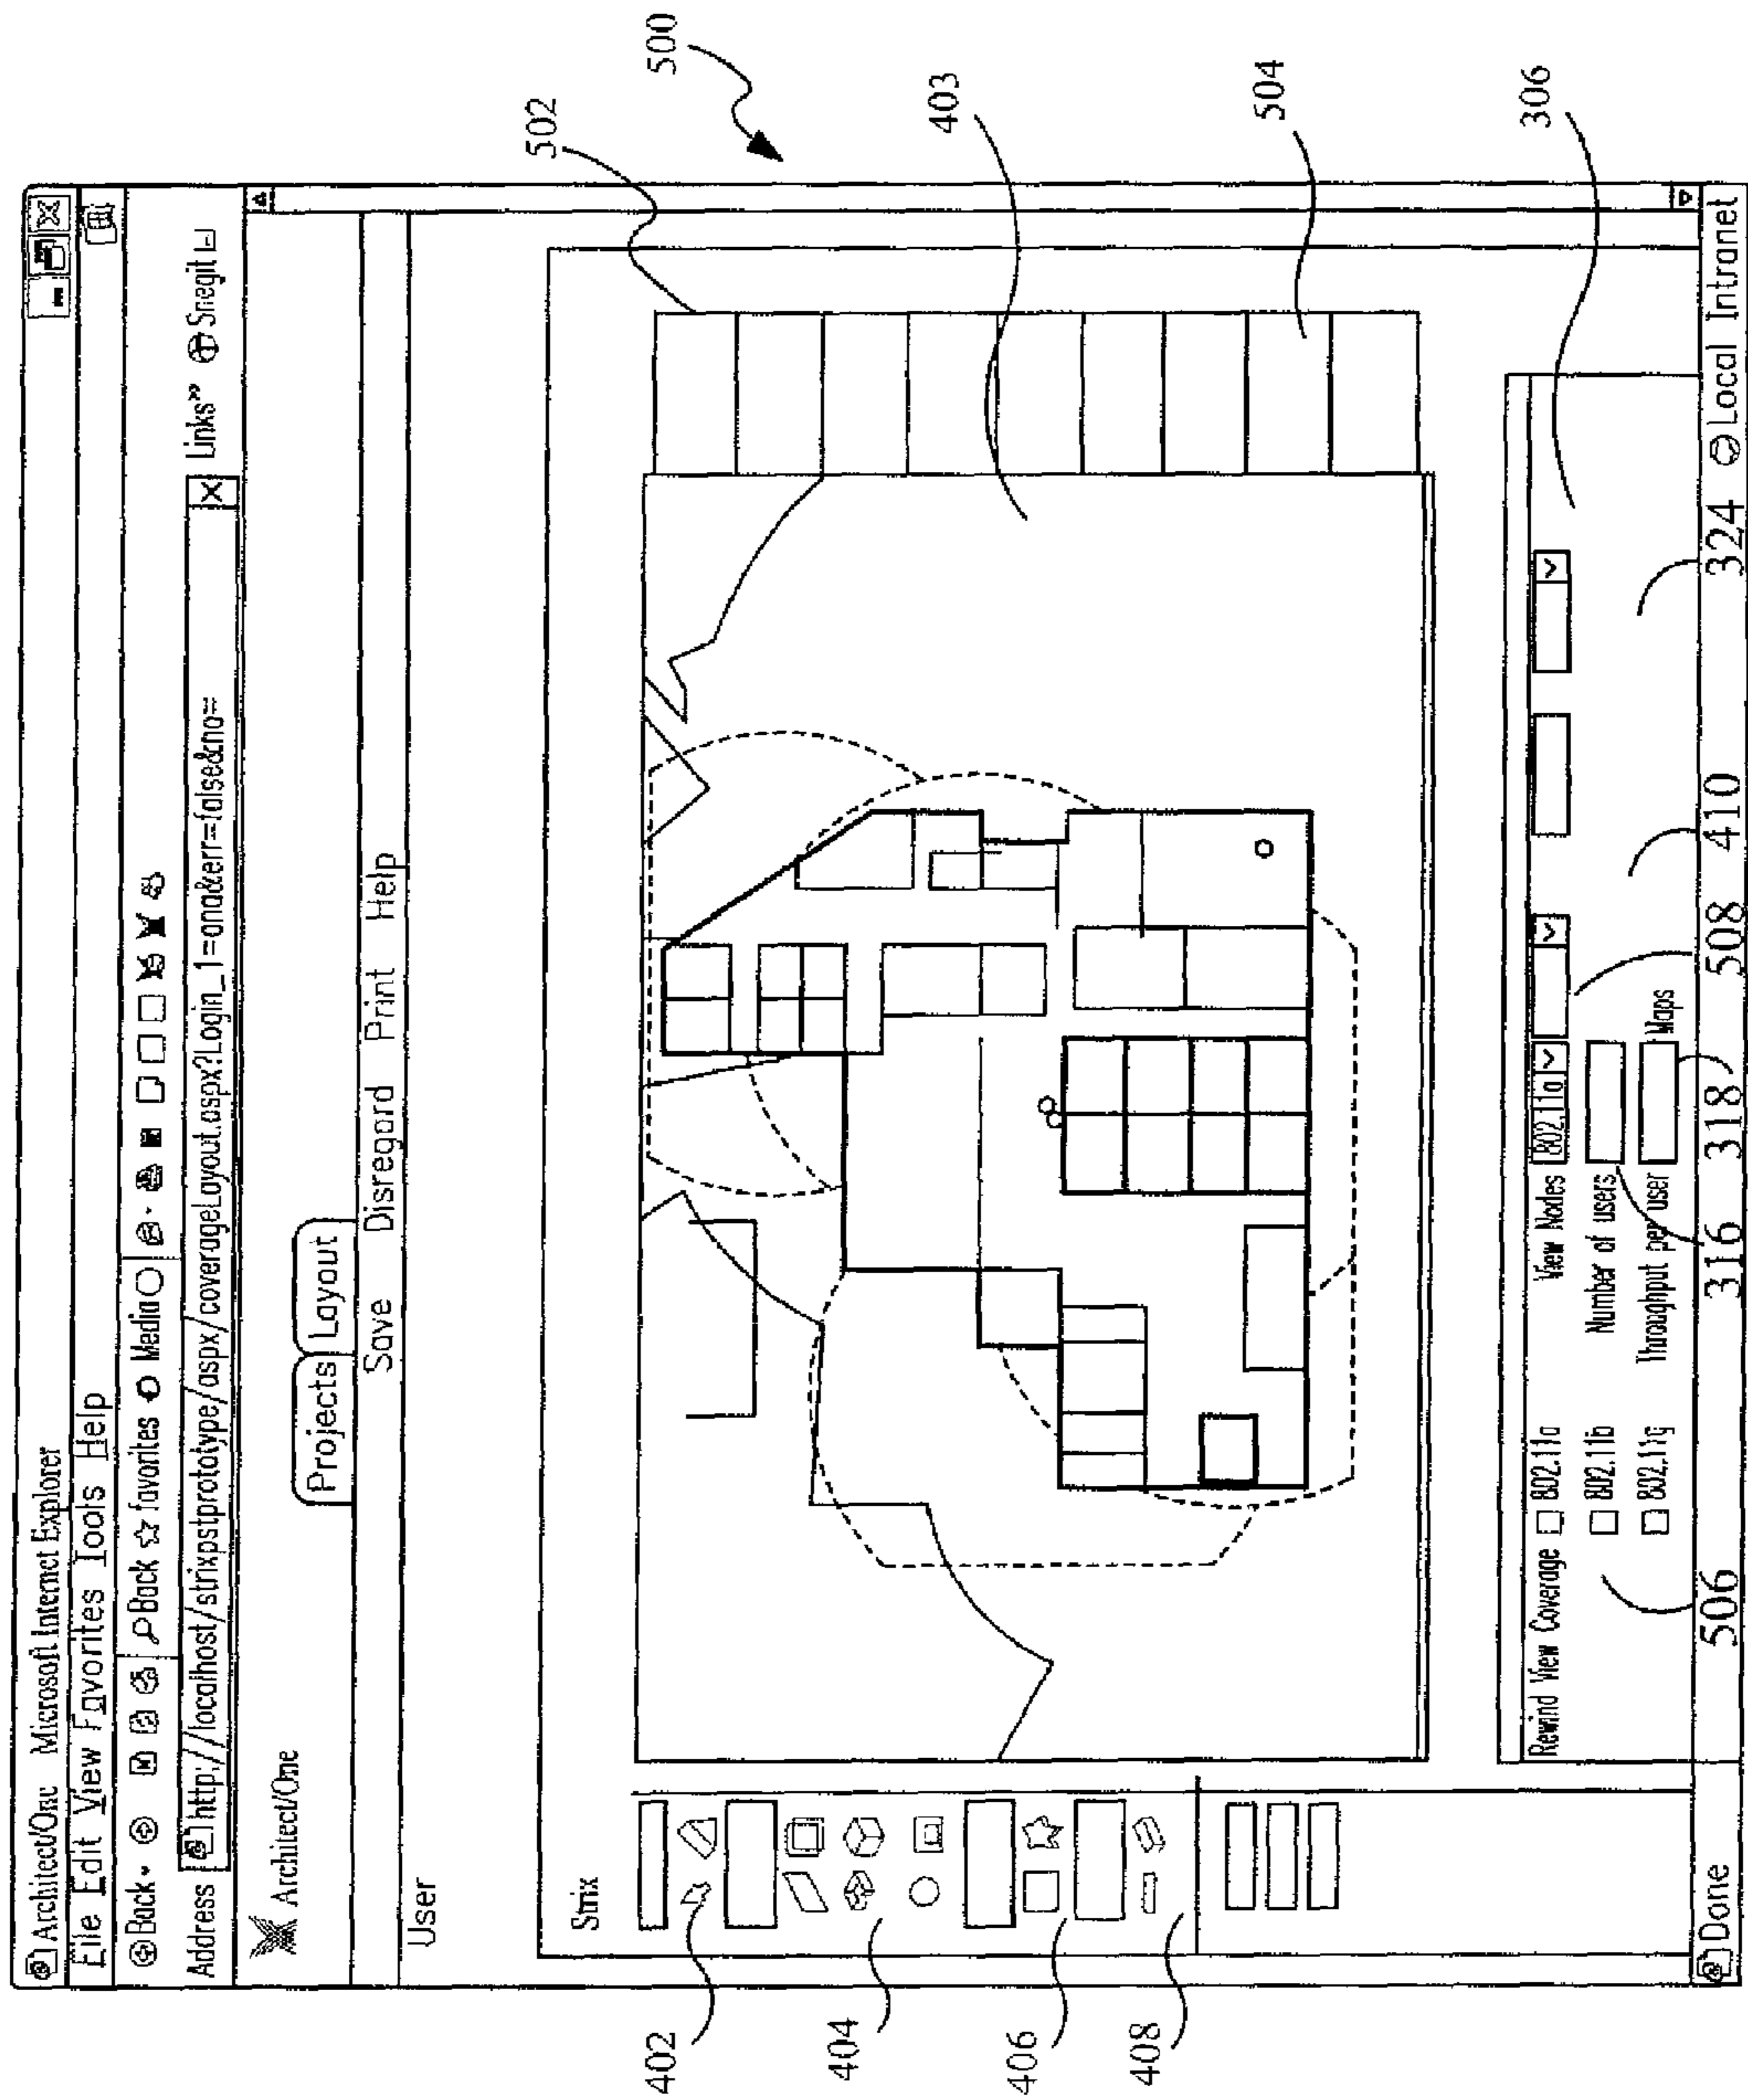 Architect/One Microsoft Internet Explorer
File Edit View Favorites Tools Help
Back Back favorites Media
Address http://localhost/strixpstprototype/aspx/coverageLayout.aspx?Login_1=on&err=false&no= Links» Snegit
Architect/One
Projects Layout
Save Disregard Print Help
User
Strix
Rewind View Coverage 802.11a View Nodes 802.11a
802.11b Number of users
802.11g Throughput per user Maps
Done Local Intranet
500
502
403
504
306
402
404
406
408
506 316 318 508 410 324